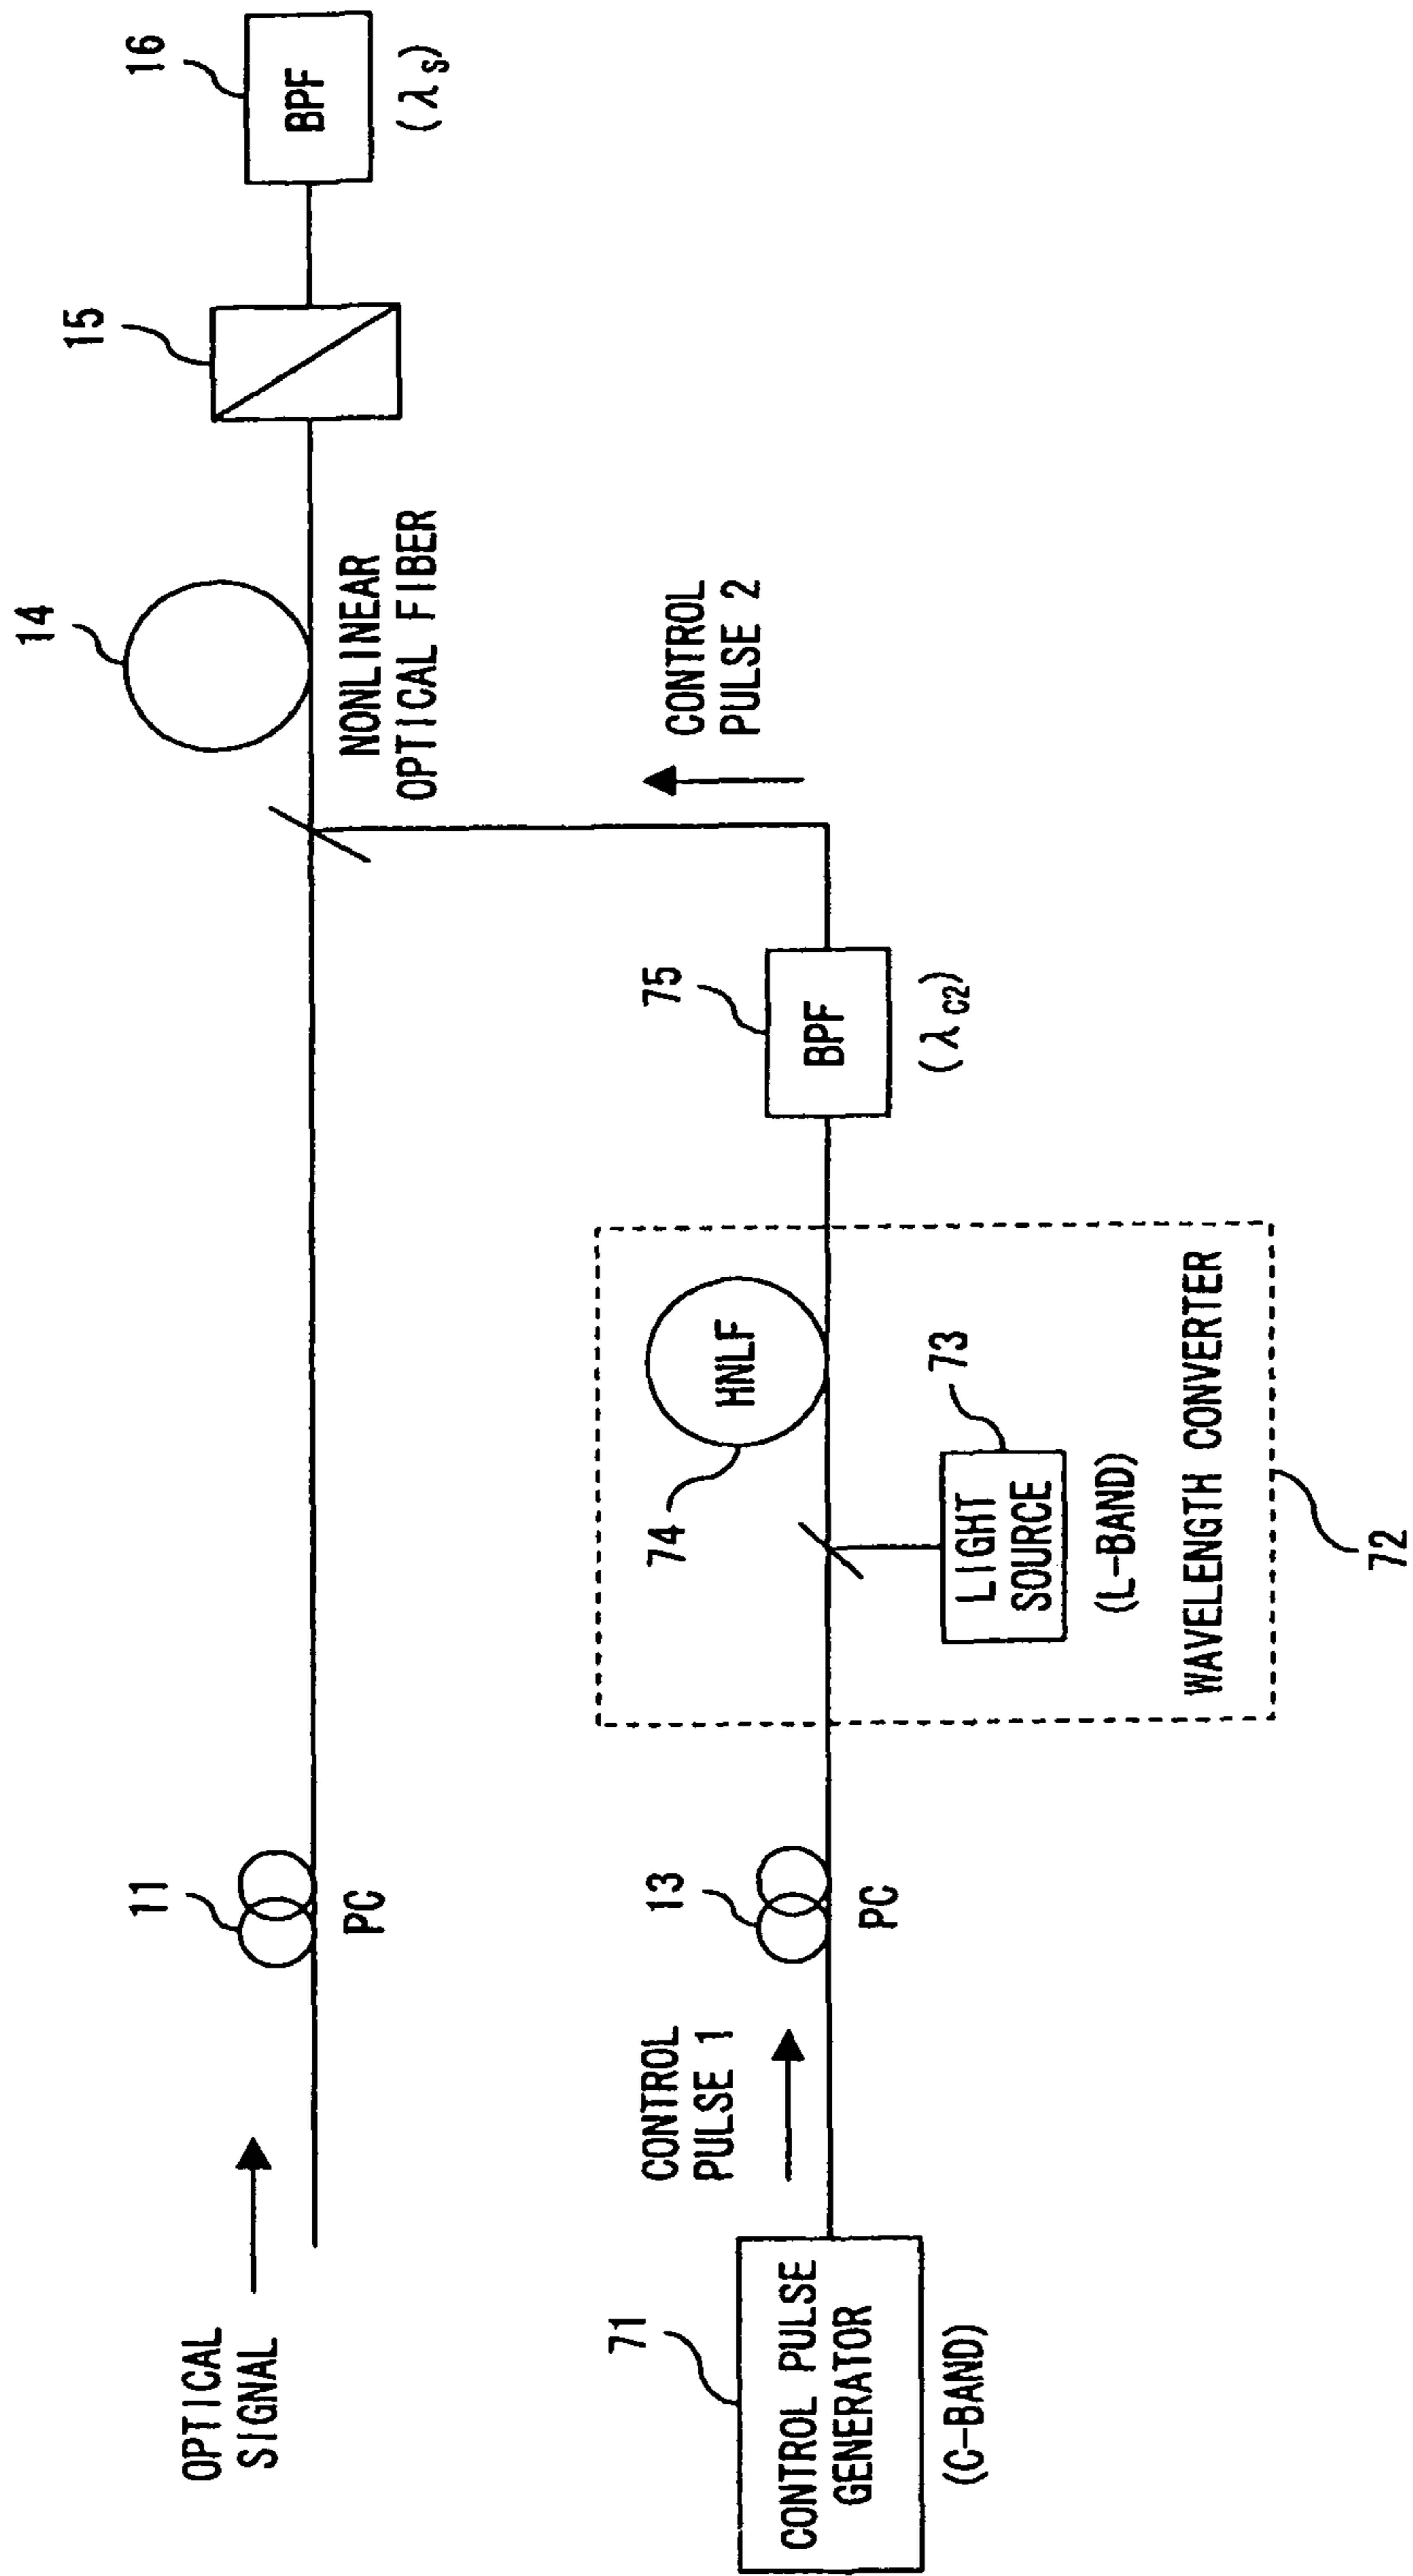 OPTICAL
SIGNAL
11
PC
14
NONLINEAR
OPTICAL FIBER
15
16
BPF
(λS)
71
CONTROL PULSE
GENERATOR
(C-BAND)
CONTROL
PULSE 1
13
PC
74
HNLF
LIGHT
SOURCE
73
(L-BAND)
WAVELENGTH CONVERTER
72
75
BPF
(λC2)
CONTROL
PULSE 2